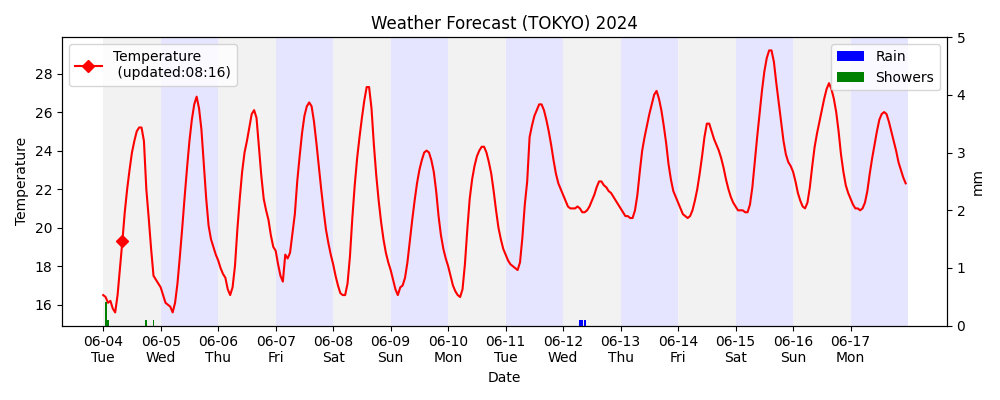 Weather Forecast (TOKYO) 2024
Temperature
(updated:08:16)
Rain
Showers
Temperature
28
26
24
22
20
18
16
5
4
3
2
1
0
mm
06-04 06-05 06-06 06-07 06-08 06-09 06-10 06-11 06-12 06-13 06-14 06-15 06-16 06-17
Tue Wed Thu Fri Sat Sun Mon Tue Wed Thu Fri Sat Sun Mon
Date